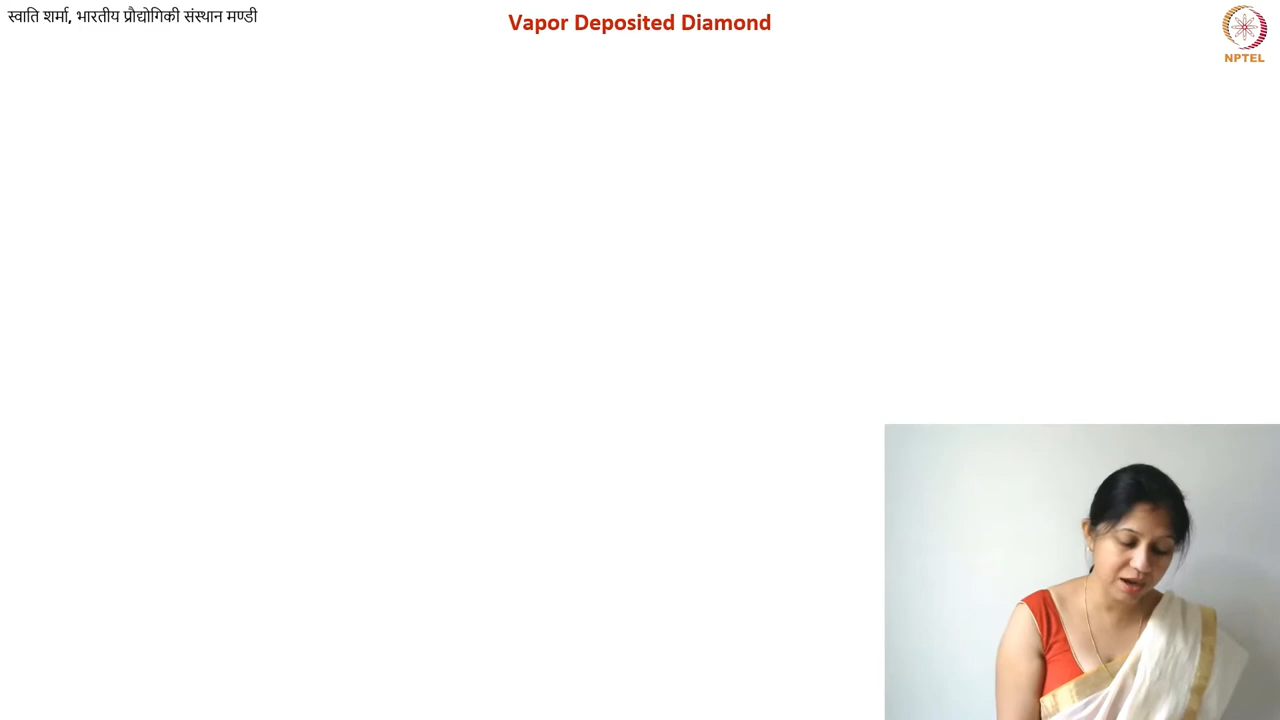 स्वाति शर्मा, भारतीय प्रौद्योगिकी संस्थान मण्डी
Vapor Deposited Diamond
NPTEL